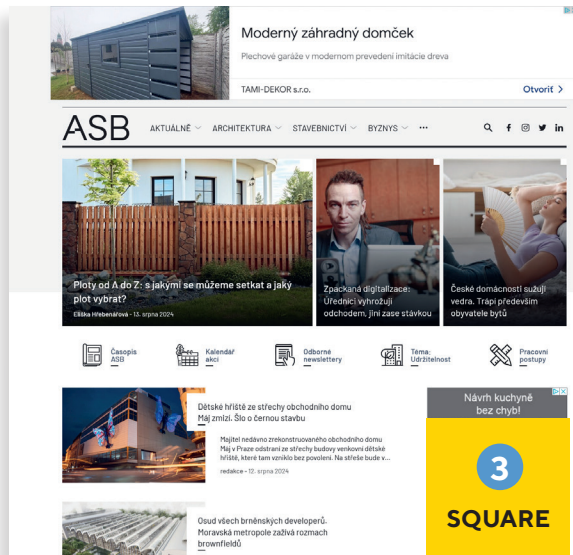 Moderný záhradný domček
Plechové garáže v modernom prevedení imitácie dreva
TAMI-DEKOR s.r.o.
Otvoriť >
ASB
AKTUÁLNĚ
ARCHITEKTURA
STAVEBNICTVÍ
BYZNYS
•••
Ploty od A do Z: s jakými se můžeme setkat a jaký
plot vybrat?
Eliška Hřebenářová - 13. srpna 2024
Zpackaná digitalizace:
Úředníci vyhrožují
odchodem, jiní zase stávkou
České domácnosti sužují
vedra. Trápí především
obyvatele bytů
Časopis
ASB
Kalendář
akcí
Odborné
newslettery
Téma:
Udržitelnost
Pracovní
postupy
Dětské hřiště ze střechy obchodního domu
Máj zmizí. Šlo o černou stavbu
Majitel nedávno zrekonstruovaného obchodního domu
Máj v Praze odstraní ze střechy budovy venkovní dětské
hřiště, které tam vzniklo bez povolení. Na střeše bude v...
redakce - 12. srpna 2024
Návrh kuchyně
bez chyb!
3
SQUARE
Osud všech brněnských developerů.
Moravská metropole zažívá rozmach
brownfieldů